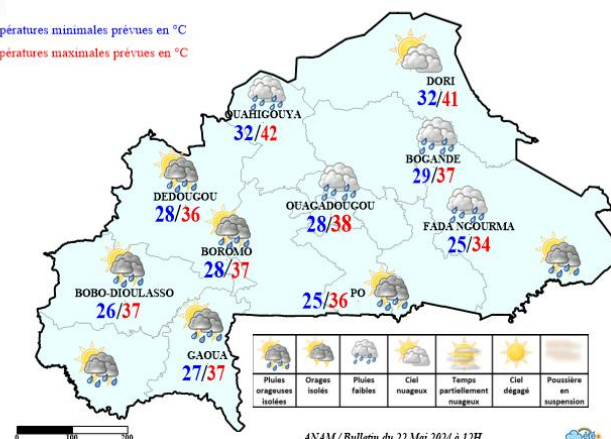 pératures minimales prévues en °C
pératures maximales prévues en °C
DORI
32/41
OUAHIGOUYA
32/42
BOGANDE
29/37
DEDOUGOU
28/36
OUAGADOUGOU
28/38
FADA NGOURMA
25/34
BOROMO
28/37
BOBO-DIOULASSO
26/37
25/36 PO
GAOUA
27/37
Pluies orageuses isolées
Orages isolés
Pluies faibles
Ciel nuageux
Temps partiellement nuageux
Ciel dégagé
Poussière en suspension
0 100 200
ANAM / Bulletin du 22 Mai 2024 à 12H